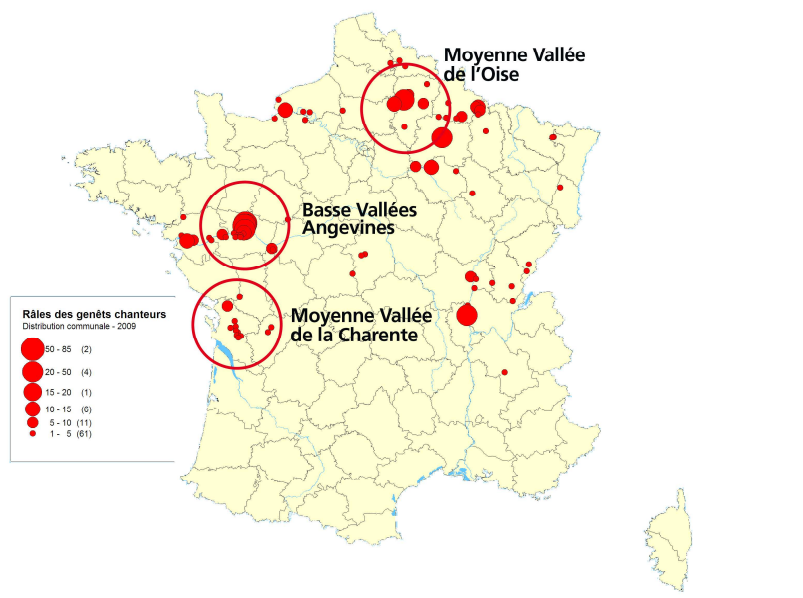 Moyenne Vallée
de l'Oise
Basse Vallées
Angevines
Moyenne Vallée
de la Charente
Râles des genêts chanteurs
Distribution communale - 2009
50 - 85 (2)
20 - 50 (4)
15 - 20 (1)
10 - 15 (6)
5 - 10 (11)
1 - 5 (61)